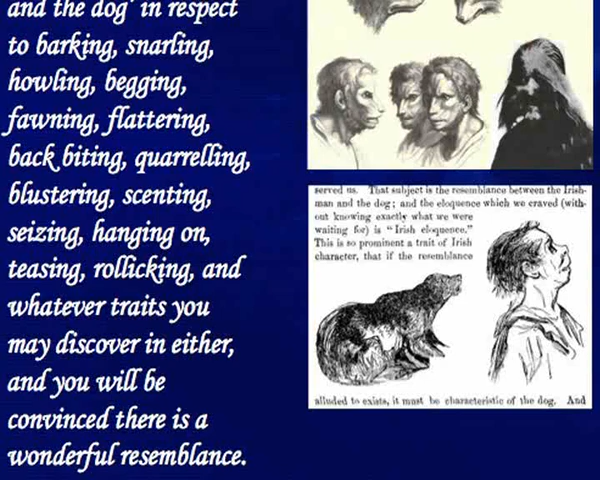 and the dog' in respect
to barking, snarling,
howling, begging,
fawning, flattering,
back biting, quarrelling,
blustering, scenting,
seizing, hanging on,
teasing, rollicking, and
whatever traits you
may discover in either,
and you will be
convinced there is a
wonderful resemblance.
served us. That subject is the resemblance between the Irish-
man and the dog; and the eloquence which we craved (with-
out knowing exactly what we were
waiting for) is "Irish eloquence."
This is so prominent a trait of Irish
character, that if the resemblance
alluded to exists, it must be characteristic of the dog. And